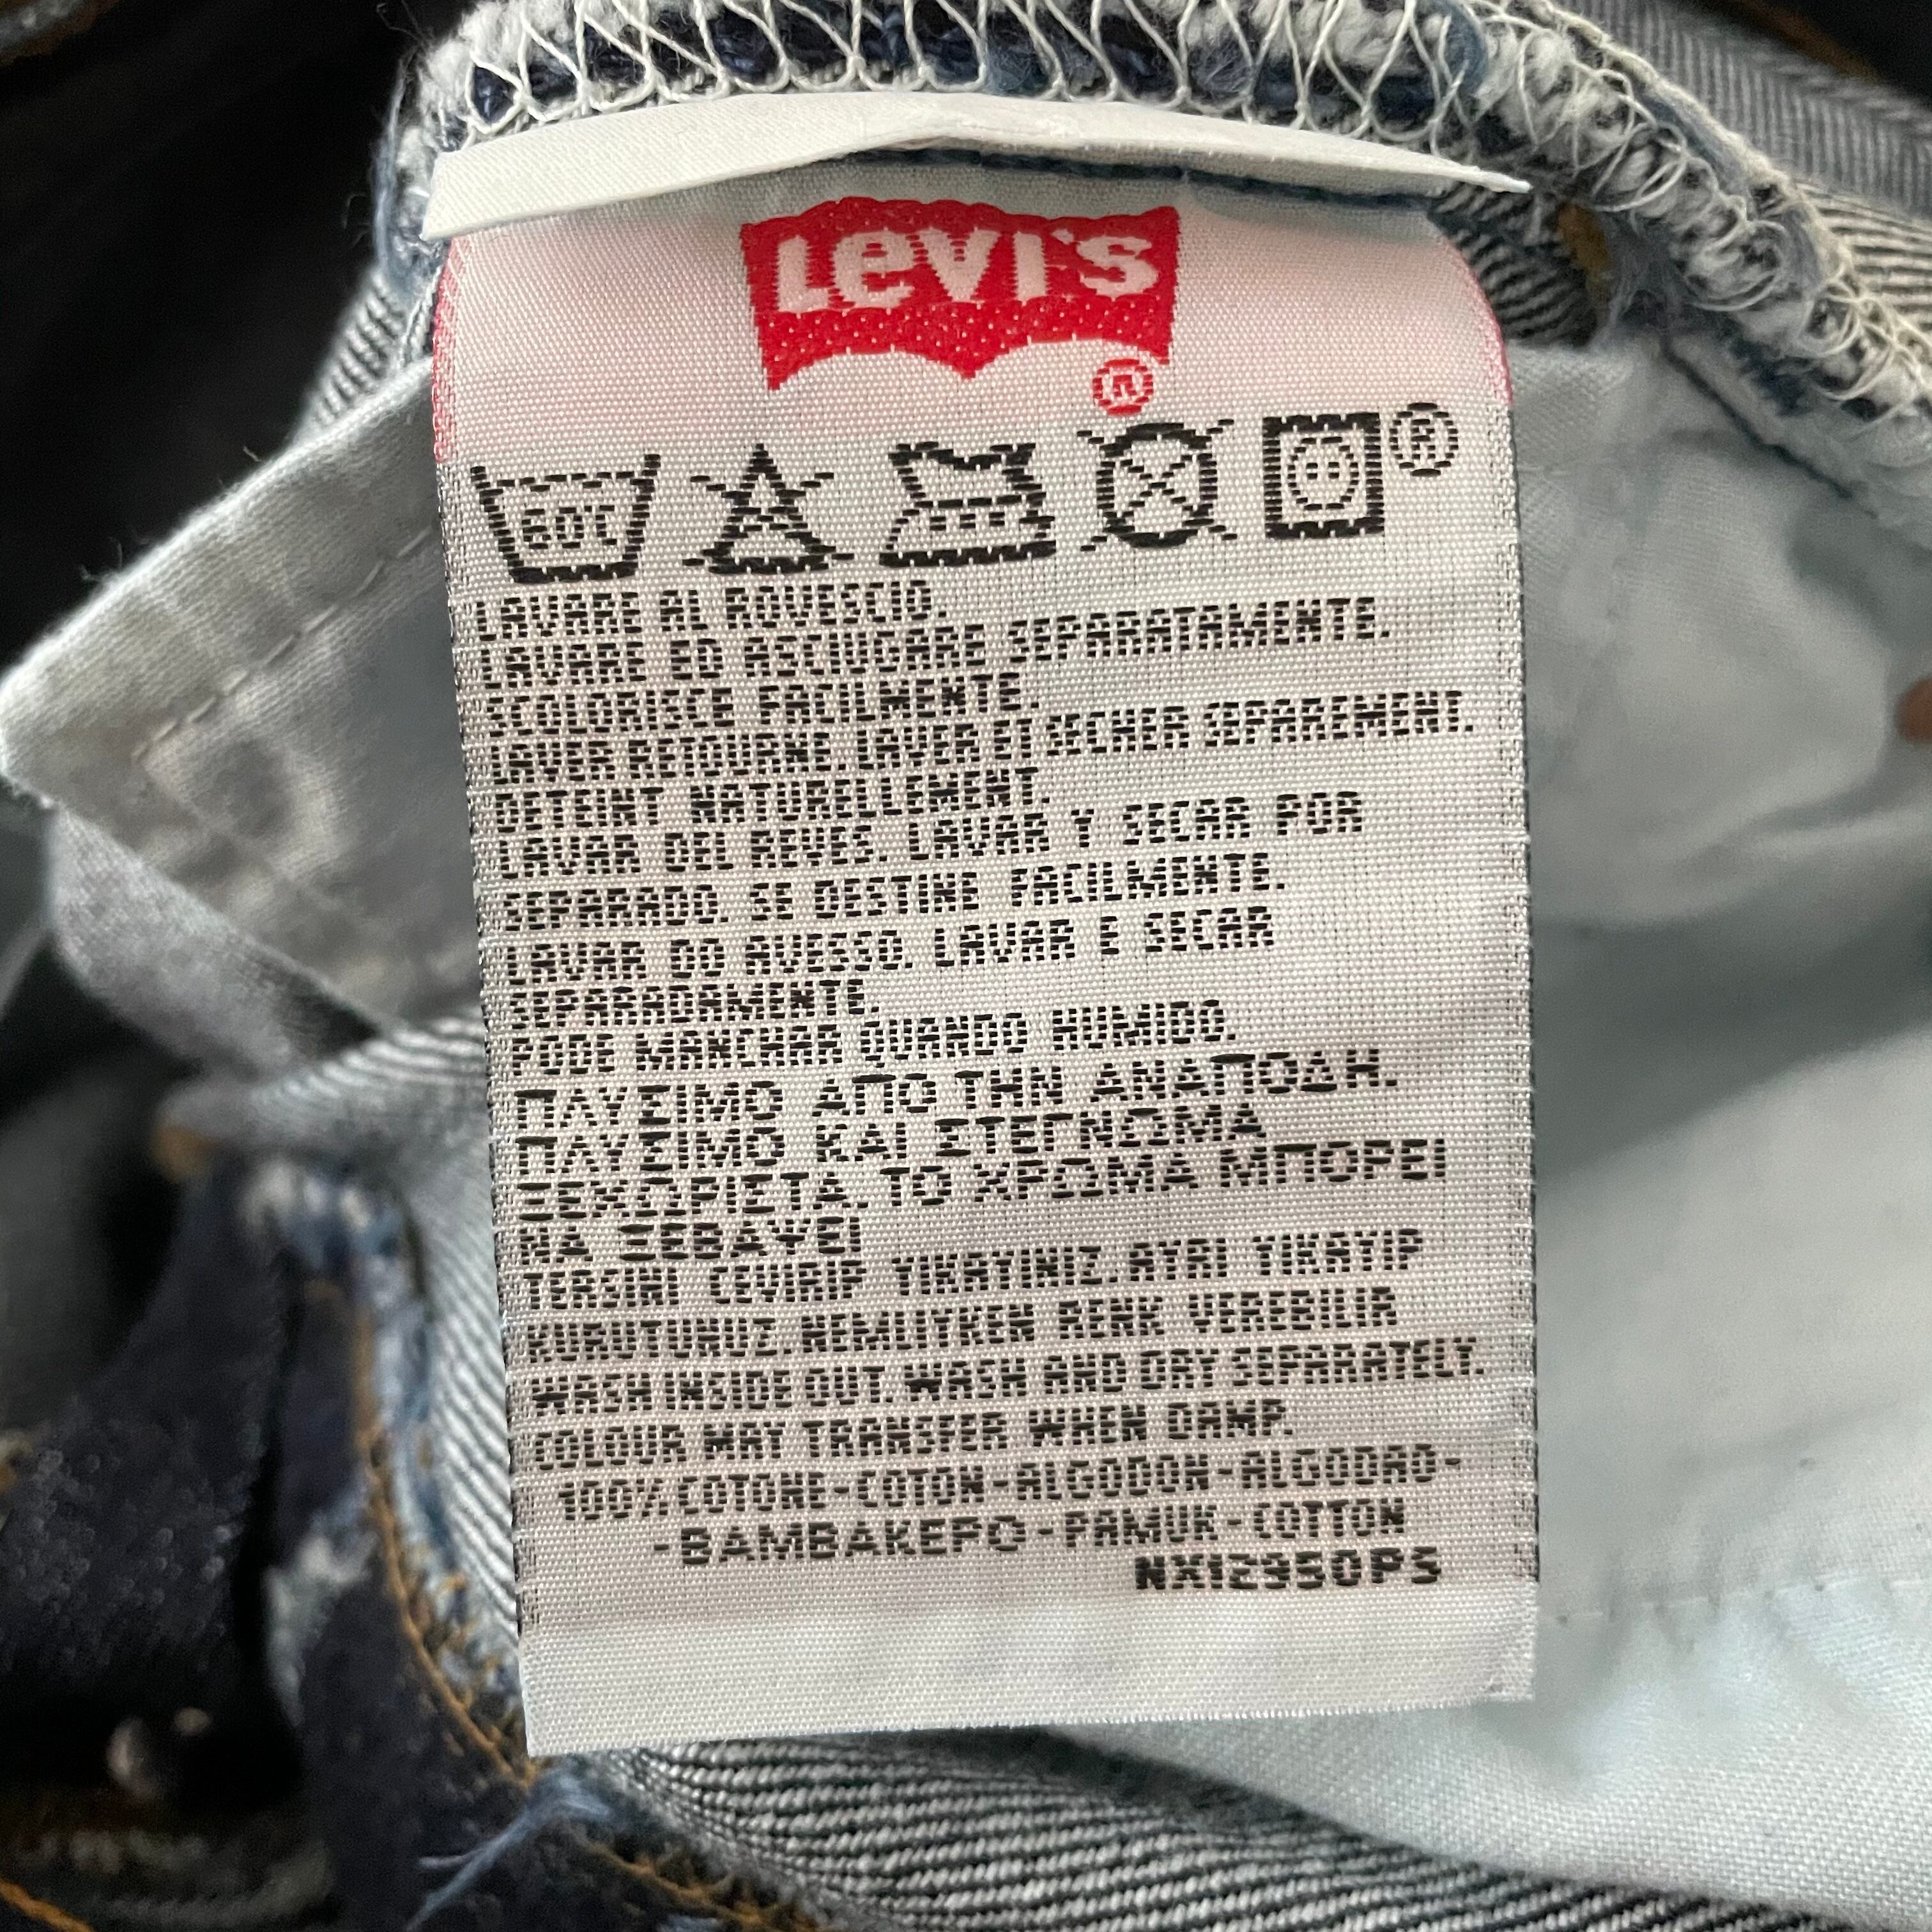 Levi's
®
60°C
®
LAVARE AL ROVESCIO.
LAVARE ED ASCIUGARE SEPARATAMENTE.
SCOLORISCE FACILMENTE.
LAVER RETOURNE. LAVER ET SECHER SEPAREMENT.
DETEINT NATURELLEMENT.
LAVAR DEL REVES. LAVAR Y SECAR POR
SEPARADO. SE DESTINE FACILMENTE.
LAVAR DO AVESSO. LAVAR E SECAR
SEPARADAMENTE.
PODE MANCHAR QUANDO HUMIDO.
ΠΛΥΣΙΜΟ ΑΠΟ ΤΗΝ ΑΝΑΠΟΔΗ.
ΠΛΥΣΙΜΟ ΚΑΙ ΣΤΕΓΝΩΜΑ
ΞΕΧΩΡΙΣΤΑ. ΤΟ ΧΡΩΜΑ ΜΠΟΡΕΙ
ΝΑ ΞΕΒΑΨΕΙ
TERSINI CEVIRIP YIKAYINIZ. AYRI YIKAYIP
KURUTUNUZ. NEMLIYKEN RENK VEREBILIR
WASH INSIDE OUT. WASH AND DRY SEPARATELY.
COLOUR MAY TRANSFER WHEN DAMP.
100% COTONE-COTON-ALGODON-ALGODAO-
-ΒΑΜΒΑΚΕΡΟ-PAMUK-COTTON
NX12950PS